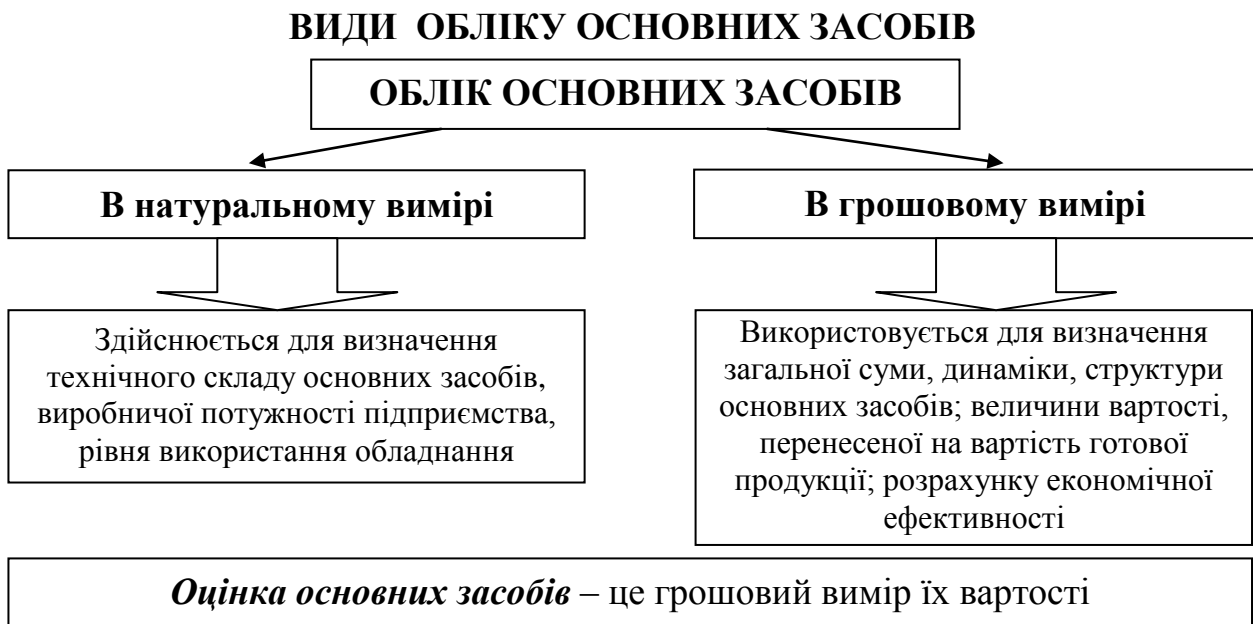 ВИДИ ОБЛІКУ ОСНОВНИХ ЗАСОБІВ
ОБЛІК ОСНОВНИХ ЗАСОБІВ
В натуральному вимірі
Здійснюється для визначення
технічного складу основних засобів,
виробничої потужності підприємства,
рівня використання обладнання
В грошовому вимірі
Використовується для визначення
загальної суми, динаміки, структури
основних засобів; величини вартості,
перенесеної на вартість готової
продукції; розрахунку економічної
ефективності
Оцінка основних засобів – це грошовий вимір їх вартості